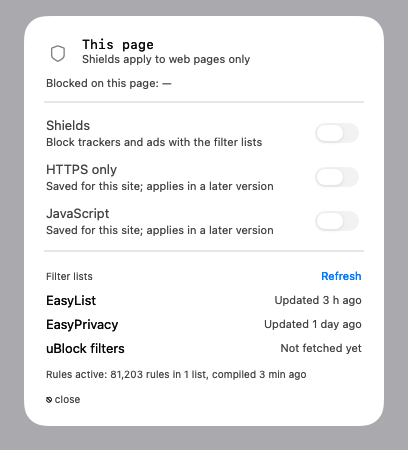 This page
Shields apply to web pages only
Blocked on this page: —
Shields
Block trackers and ads with the filter lists
HTTPS only
Saved for this site; applies in a later version
JavaScript
Saved for this site; applies in a later version
Filter lists Refresh
EasyList Updated 3 h ago
EasyPrivacy Updated 1 day ago
uBlock filters Not fetched yet
Rules active: 81,203 rules in 1 list, compiled 3 min ago
⎋ close